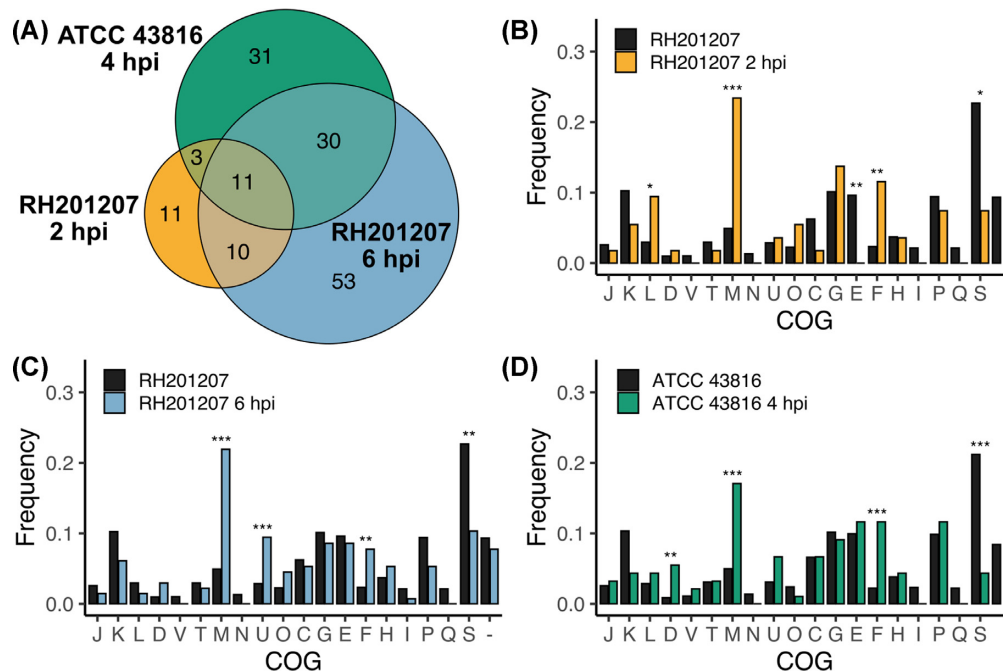 (A)
ATCC 43816
4 hpi
31
30
3
11
RH201207
2 hpi
11
10
RH201207
6 hpi
53
(B)
RH201207
RH201207 2 hpi
Frequency
0.3
0.2
0.1
0.0
*
***
**
**
*
J K L D V T M N U O C G E F H I P Q S
COG
(C)
RH201207
RH201207 6 hpi
Frequency
0.3
0.2
0.1
0.0
***
***
**
**
J K L D V T M N U O C G E F H I P Q S -
COG
(D)
ATCC 43816
ATCC 43816 4 hpi
Frequency
0.3
0.2
0.1
0.0
**
***
***
***
J K L D V T M N U O C G E F H I P Q S
COG